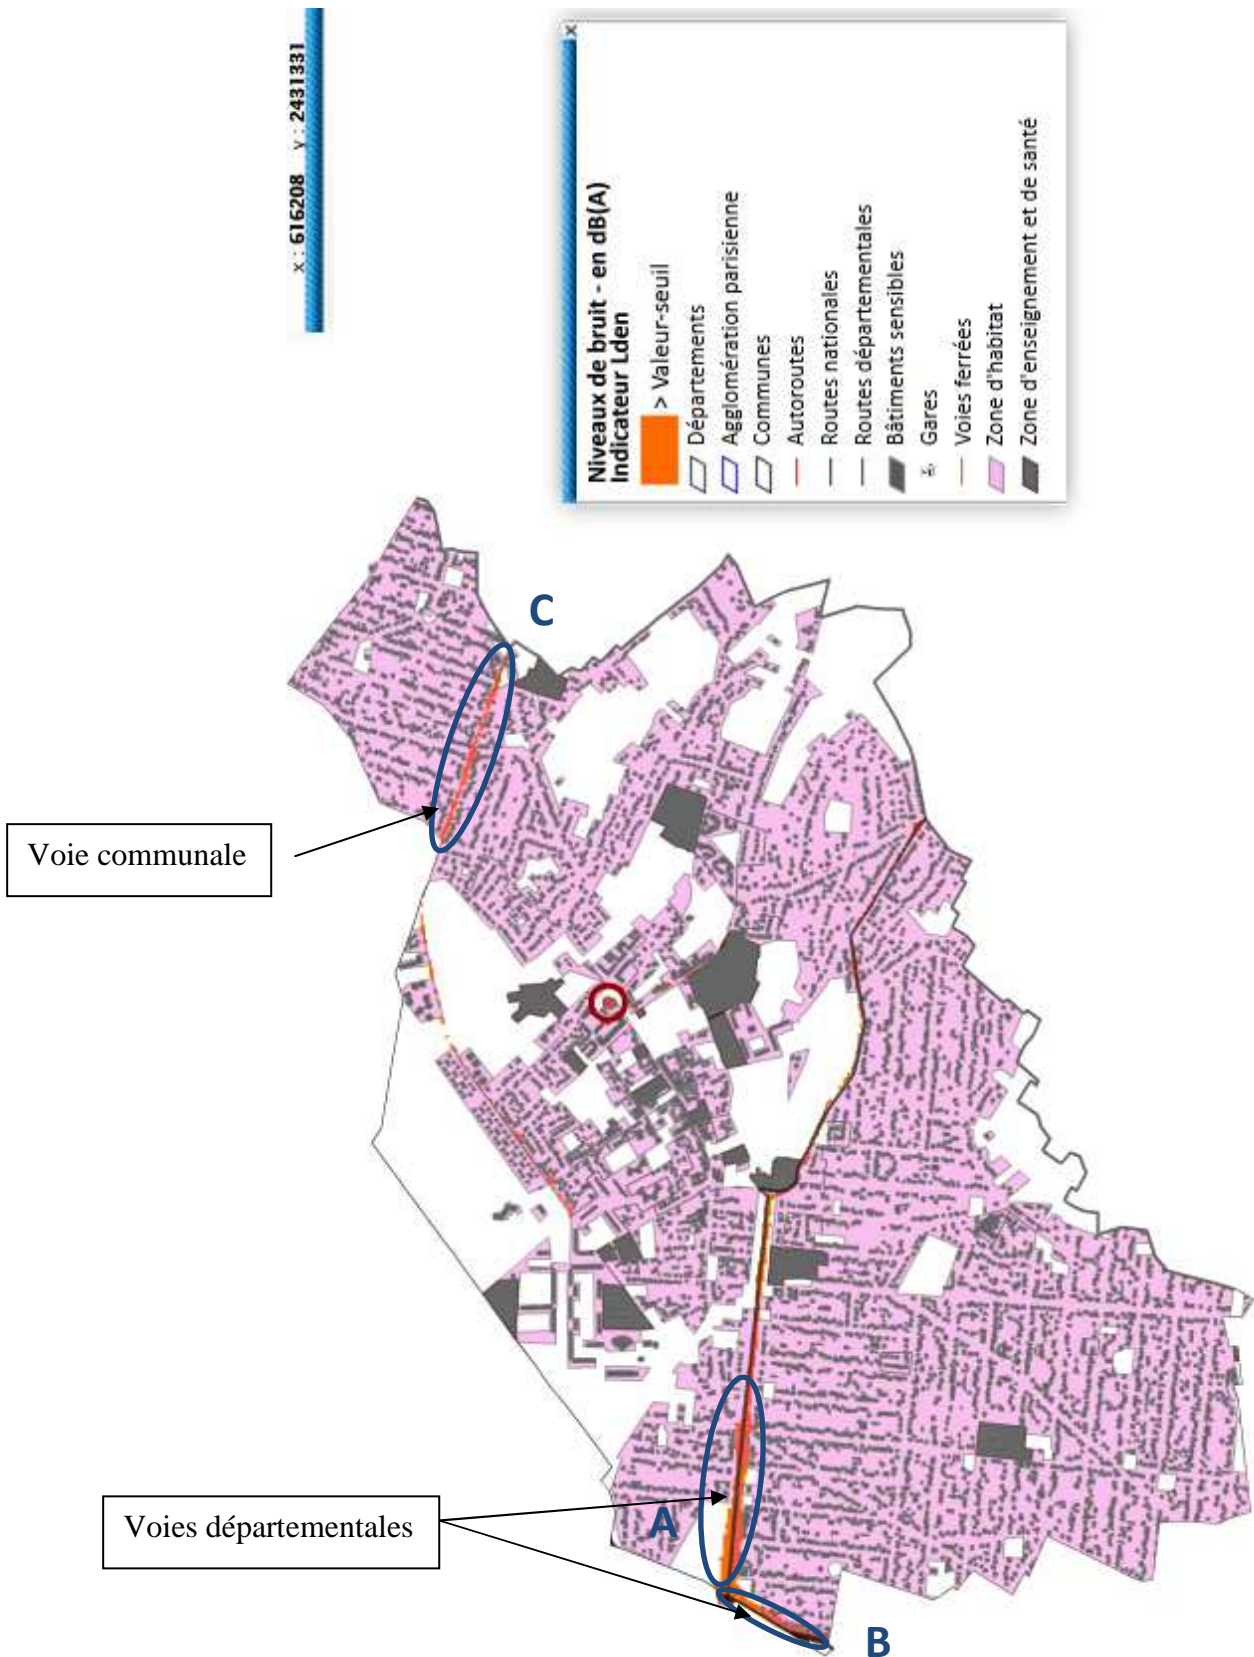 x : 616208 y : 2431331
x
Niveaux de bruit - en dB(A)
Indicateur Lden
> Valeur-seuil
Départements
Agglomération parisienne
Communes
Autoroutes
Routes nationales
Routes départementales
Bâtiments sensibles
Gares
Voies ferrées
Zone d'habitat
Zone d'enseignement et de santé
C
Voie communale
Voies départementales
A
B